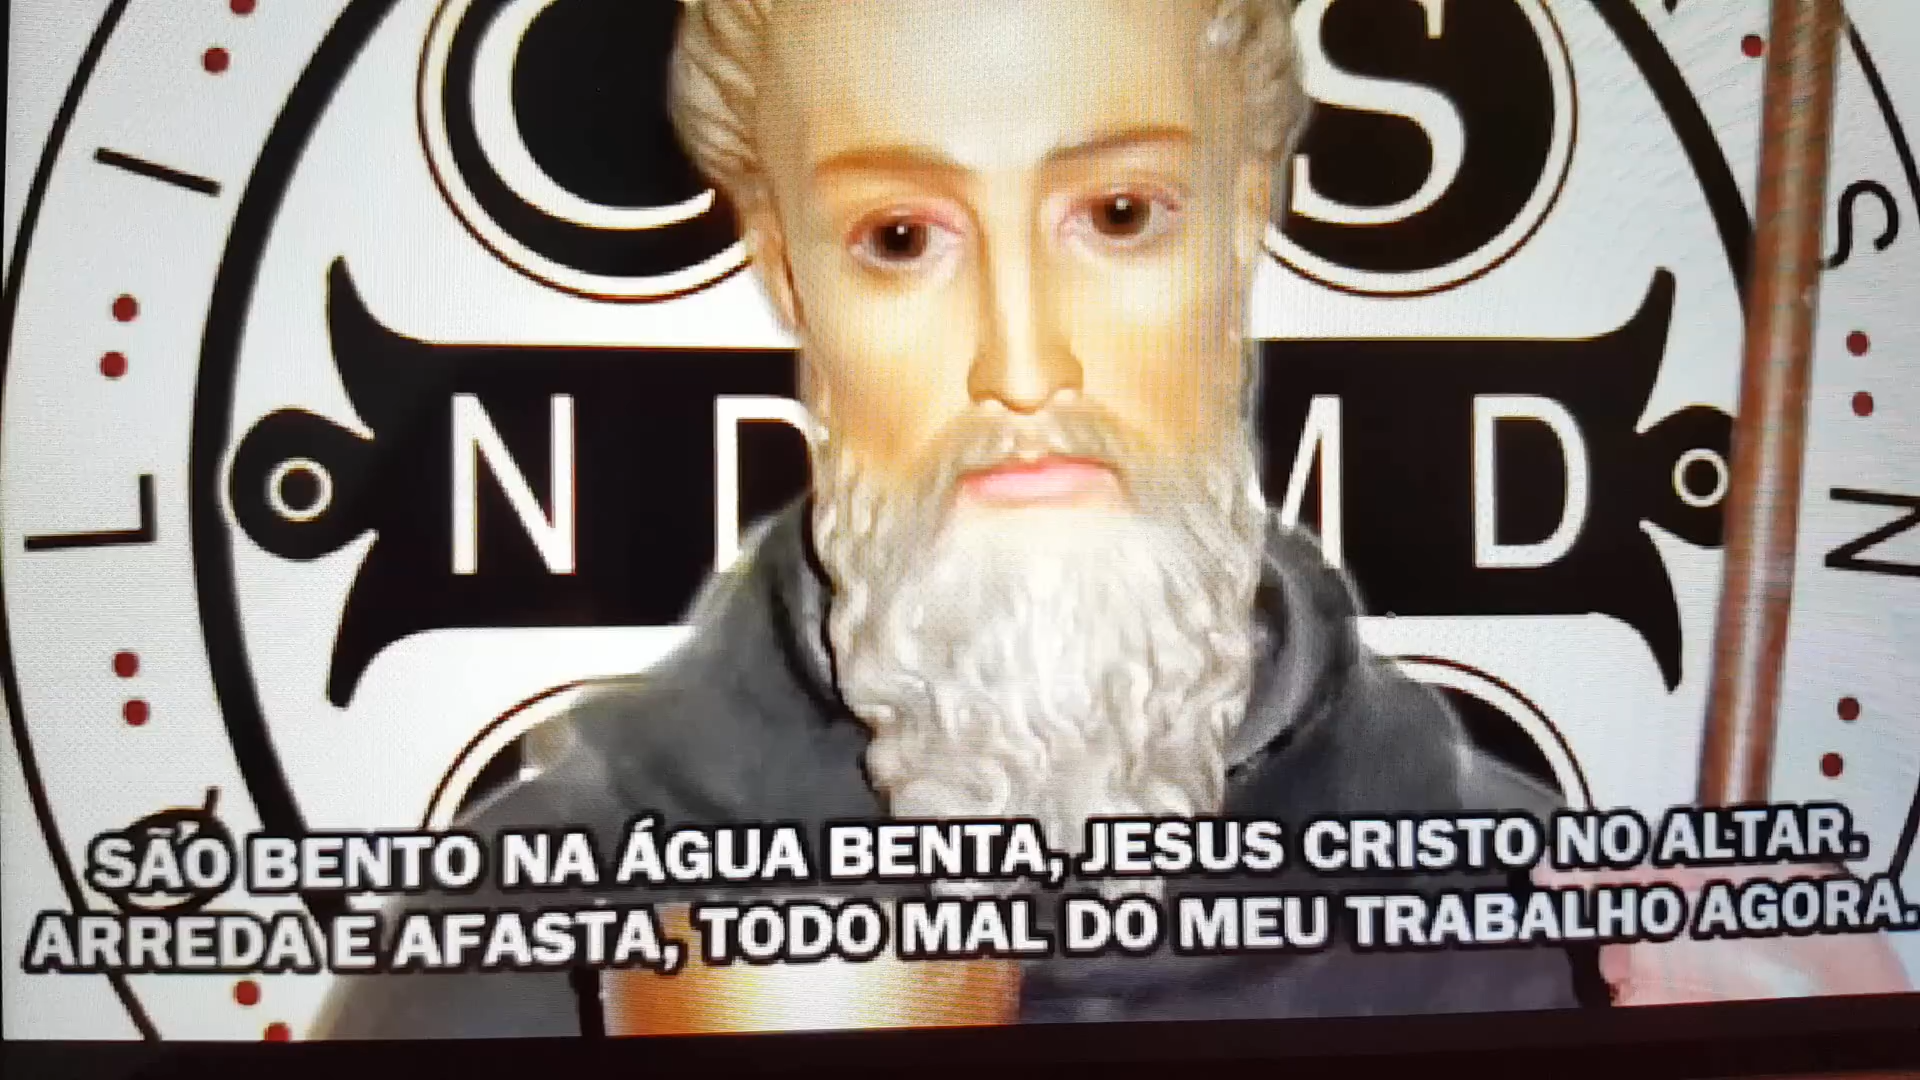 C S
L I
S N
N D M D
SÃO BENTO NA ÁGUA BENTA, JESUS CRISTO NO ALTAR.
ARREDA E AFASTA, TODO MAL DO MEU TRABALHO AGORA.